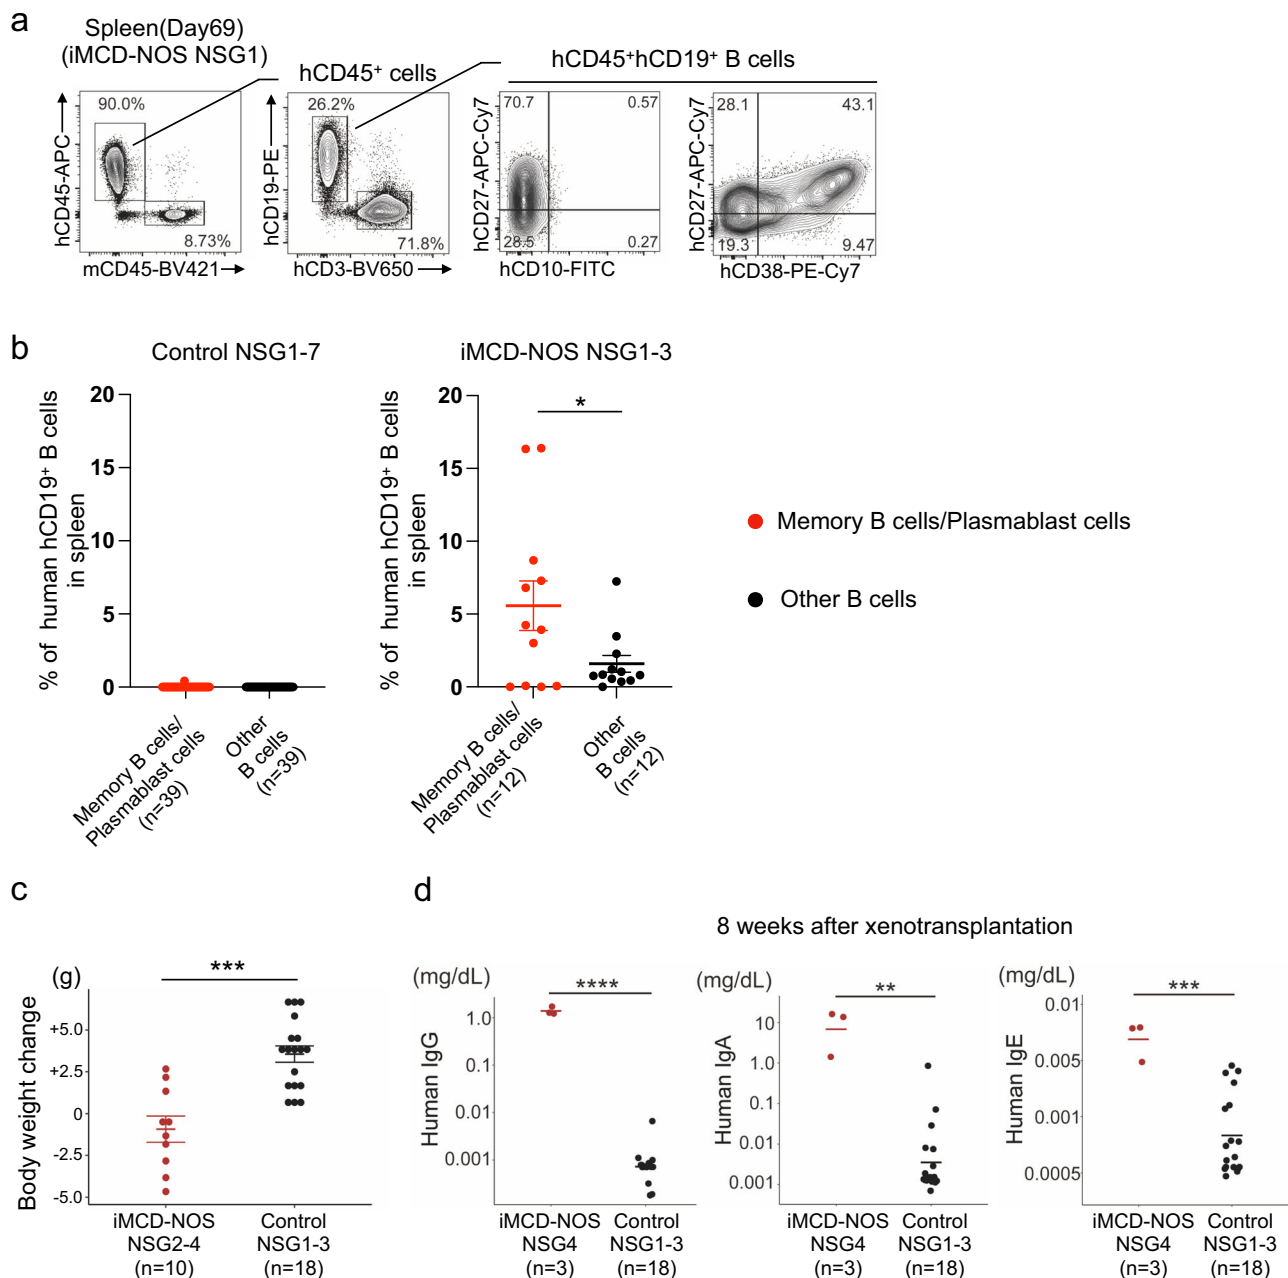 a
Spleen(Day69)
(iMCD-NOS NSG1)
hCD45⁺ cells
hCD45⁺hCD19⁺ B cells
90.0%
8.73%
hCD45-APC
mCD45-BV421
26.2%
71.8%
hCD19-PE
hCD3-BV650
70.7
0.57
28.5
0.27
hCD27-APC-Cy7
hCD10-FITC
28.1
43.1
19.3
9.47
hCD27-APC-Cy7
hCD38-PE-Cy7
b
Control NSG1-7
% of human hCD19⁺ B cells
in spleen
20
15
10
5
0
Memory B cells/
Plasmablast cells
(n=39)
Other
B cells
(n=39)
iMCD-NOS NSG1-3
% of human hCD19⁺ B cells
in spleen
20
15
10
5
0
*
Memory B cells/
Plasmablast cells
(n=12)
Other
B cells
(n=12)
Memory B cells/Plasmablast cells
Other B cells
c
(g)
***
Body weight change
+5.0
+2.5
0
-2.5
-5.0
iMCD-NOS
NSG2-4
(n=10)
Control
NSG1-3
(n=18)
d
8 weeks after xenotransplantation
(mg/dL)
****
Human IgG
1.0
0.1
0.01
0.001
iMCD-NOS
NSG4
(n=3)
Control
NSG1-3
(n=18)
(mg/dL)
**
Human IgA
10
1.0
0.1
0.01
0.001
iMCD-NOS
NSG4
(n=3)
Control
NSG1-3
(n=18)
(mg/dL)
***
Human IgE
0.01
0.005
0.001
0.0005
iMCD-NOS
NSG4
(n=3)
Control
NSG1-3
(n=18)